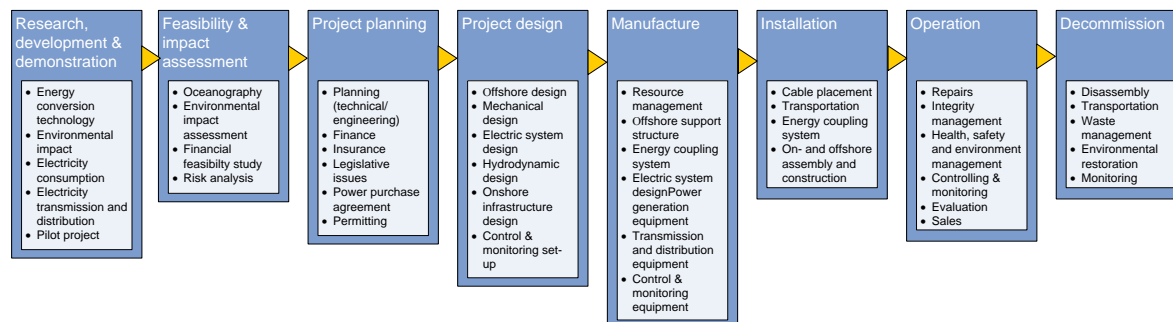 Research,
development &
demonstration
• Energy
conversion
technology
• Environmental
impact
• Electricity
consumption
• Electricity
transmission and
distribution
• Pilot project
Feasibility &
impact
assessment
• Oceanography
• Environmental
impact
assessment
• Financial
feasibilty study
• Risk analysis
Project planning
• Planning
(technical/
engineering)
• Finance
• Insurance
• Legislative
issues
• Power purchase
agreement
• Permitting
Project design
• Offshore design
• Mechanical
design
• Electric system
design
• Hydrodynamic
design
• Onshore
infrastructure
design
• Control &
monitoring set-
up
Manufacture
• Resource
management
• Offshore support
structure
• Energy coupling
system
• Electric system
designPower
generation
equipment
• Transmission
and distribution
equipment
• Control &
monitoring
equipment
Installation
• Cable placement
• Transportation
• Energy coupling
system
• On- and offshore
assembly and
construction
Operation
• Repairs
• Integrity
management
• Health, safety
and environment
management
• Controlling &
monitoring
• Evaluation
• Sales
Decommission
• Disassembly
• Transportation
• Waste
management
• Environmental
restoration
• Monitoring